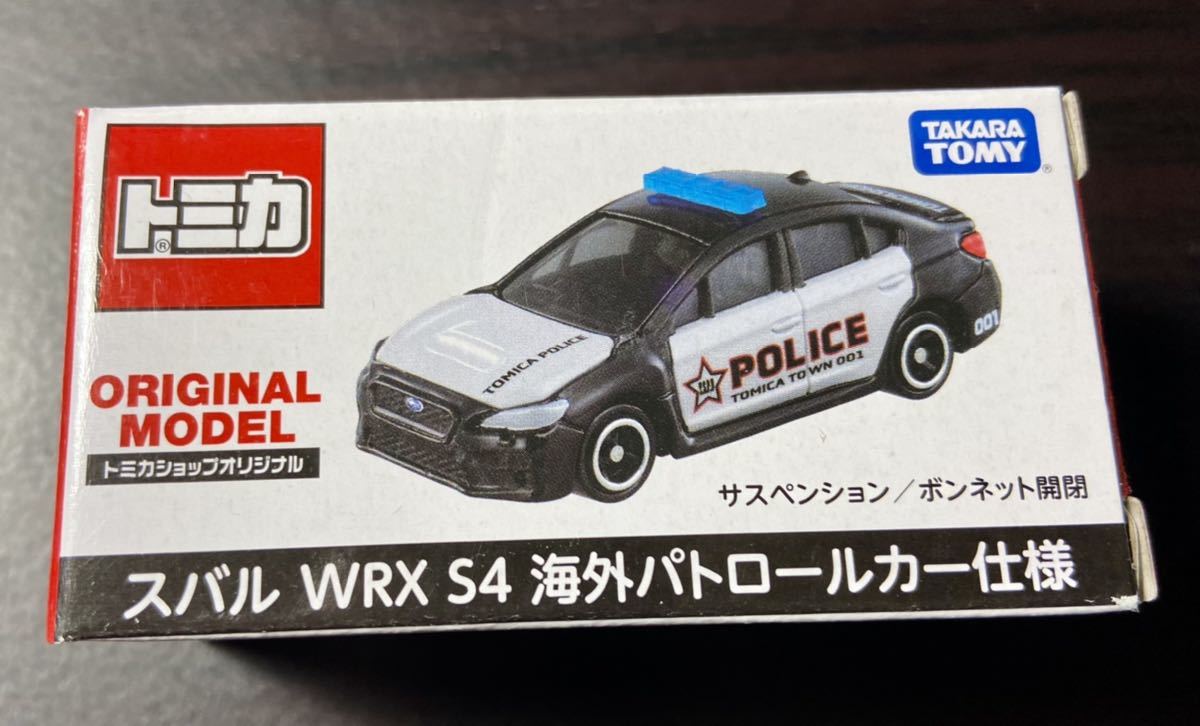 トミカ®
TAKARA
TOMY®
ORIGINAL
MODEL
トミカショップオリジナル
TOMICA POLICE
POLICE
TOMICA TOWN 001
001
サスペンション/ボンネット開閉
スバル WRX S4 海外パトロールカー仕様